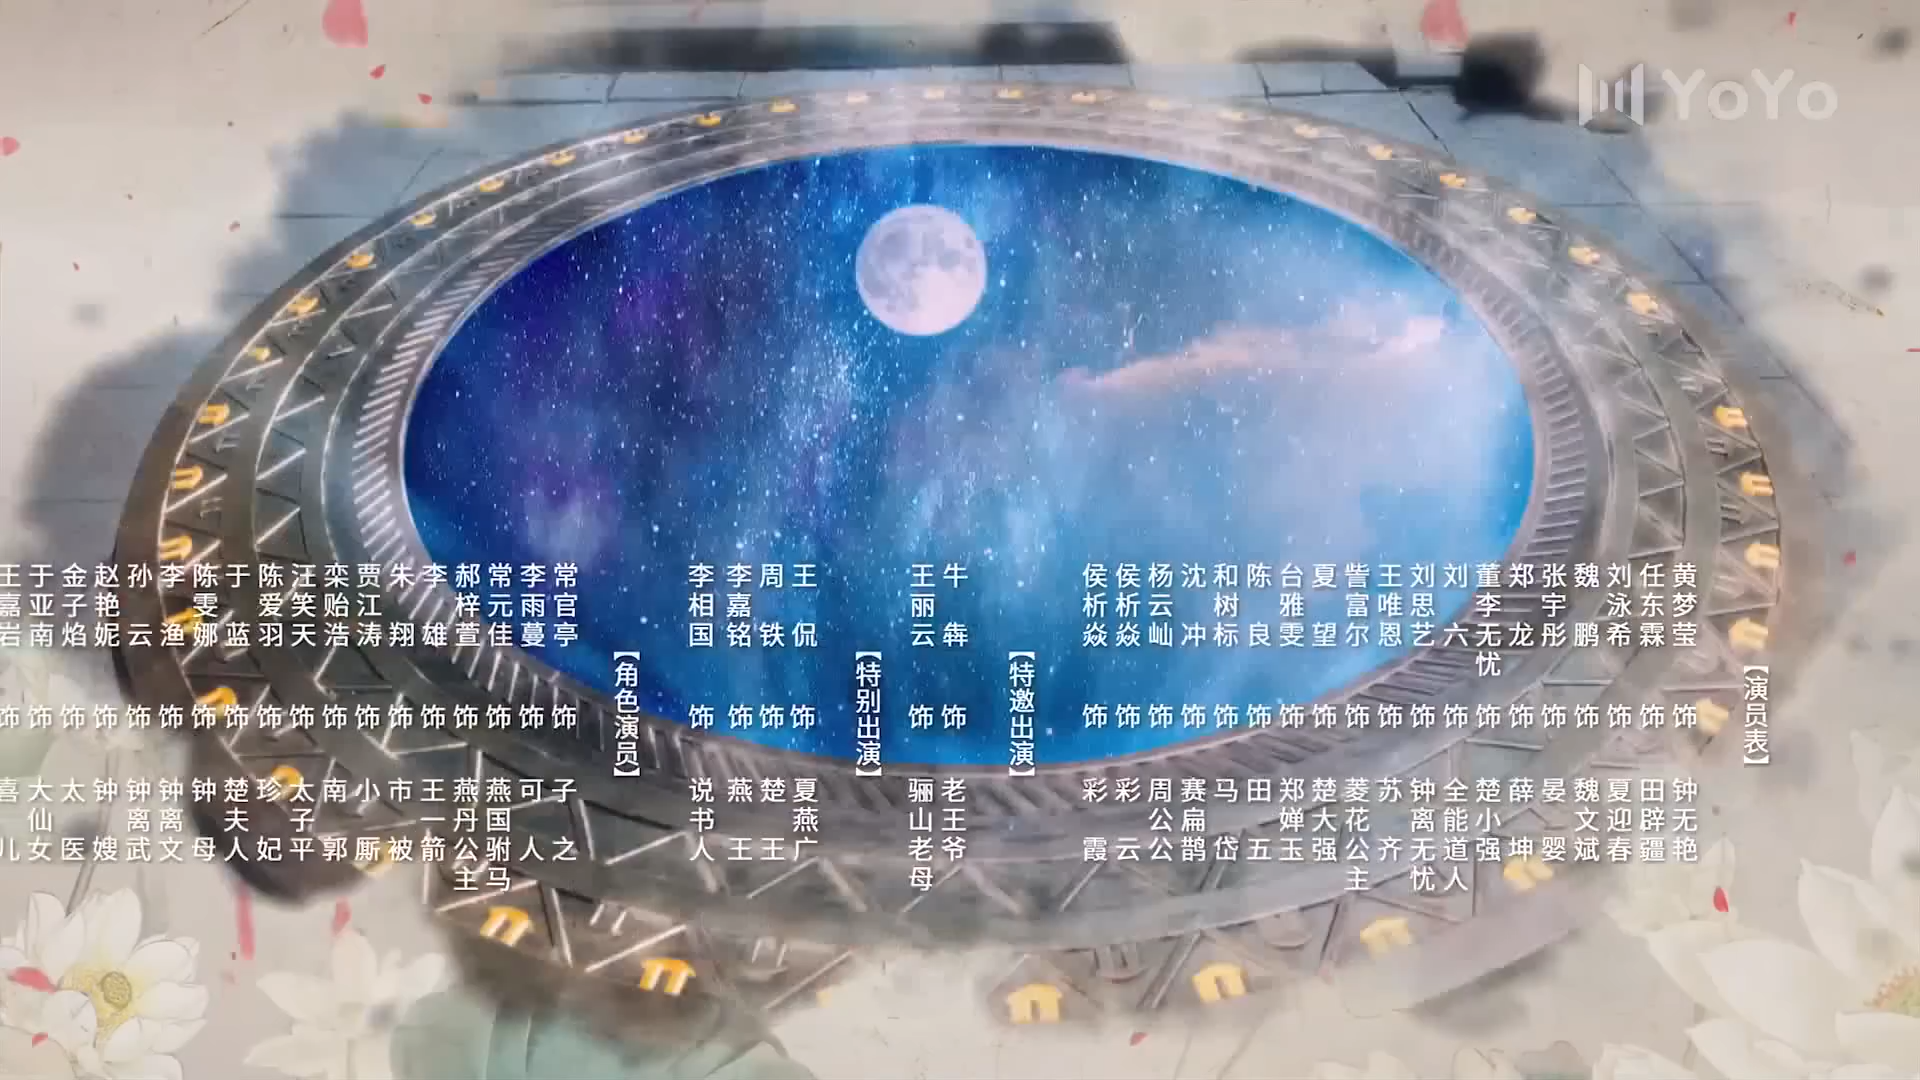 YoYo
【演员表】
黄梦莹 饰 钟无艳
任东霖 饰 田辟疆
刘泳希 饰 夏迎春
魏鹏 饰 魏文斌
张宇彤 饰 晏婴
郑龙 饰 薛坤
董李无忧 饰 楚小强
刘六 饰 全能道人
刘思艺 饰 钟离无忧
王唯恩 饰 苏齐
訾富尔 饰 菱花公主
夏望 饰 楚大强
台雅雯 饰 郑婵玉
陈良 饰 田五
和树标 饰 马岱
沈冲 饰 赛扁鹊
杨云屾 饰 周公公
侯析焱 饰 彩云
侯析焱 饰 彩霞
【特邀出演】
牛犇 饰 老王爷
王丽云 饰 骊山老母
【特别出演】
王侃 饰 夏燕广
周铁 饰 楚王
李嘉铭 饰 燕王
李相国 饰 说书人
【角色演员】
常官亭 饰 子之
李雨蔓 饰 可人
常元佳 饰 燕国驸马
郝梓萱 饰 燕丹公主
李雄 饰 王一箭
朱翔 饰 市被
贾江涛 饰 小厮
栾贻浩 饰 南郭
汪笑天 饰 太子平
陈爱羽 饰 珍妃
于蓝 饰 楚夫人
陈雯娜 饰 钟母
李渔 饰 钟离文
孙云 饰 钟离武
赵艳妮 饰 钟嫂
金子焰 饰 太医
于亚南 饰 大仙女
王嘉岩 饰 喜儿